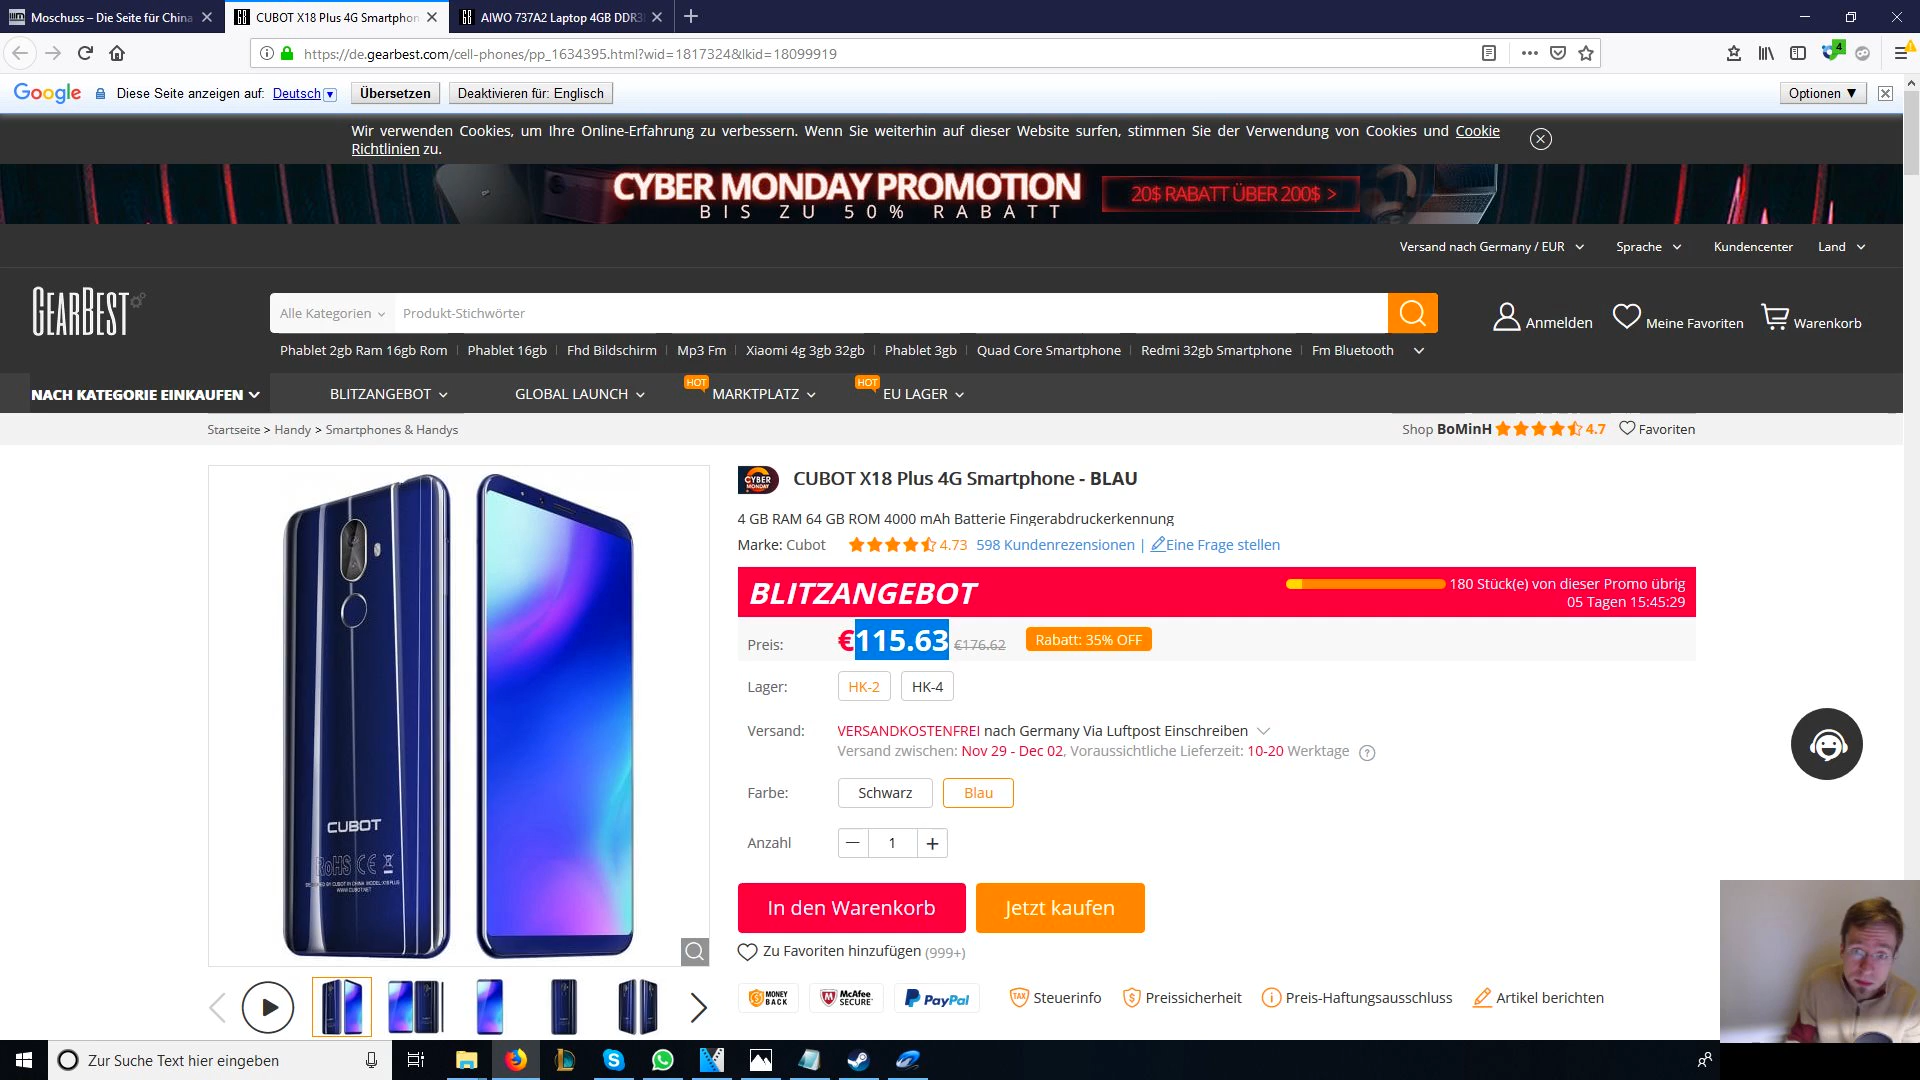 Moschuss – Die Seite für China
CUBOT X18 Plus 4G Smartphon
AIWO 737A2 Laptop 4GB DDR3
https://de.gearbest.com/cell-phones/pp_1634395.html?wid=1817324&lkid=18099919
4
Google Diese Seite anzeigen auf: Deutsch Übersetzen Deaktivieren für: Englisch Optionen ▼
Wir verwenden Cookies, um Ihre Online-Erfahrung zu verbessern. Wenn Sie weiterhin auf dieser Website surfen, stimmen Sie der Verwendung von Cookies und Cookie
Richtlinien zu.
CYBER MONDAY PROMOTION
BIS ZU 50% RABATT
20$ RABATT ÜBER 200$ >
Versand nach Germany / EUR Sprache Kundencenter Land
GEARBEST
Alle Kategorien Produkt-Stichwörter
Anmelden Meine Favoriten Warenkorb
Phablet 2gb Ram 16gb Rom Phablet 16gb Fhd Bildschirm Mp3 Fm Xiaomi 4g 3gb 32gb Phablet 3gb Quad Core Smartphone Redmi 32gb Smartphone Fm Bluetooth
NACH KATEGORIE EINKAUFEN BLITZANGEBOT GLOBAL LAUNCH HOT MARKTPLATZ HOT EU LAGER
Startseite > Handy > Smartphones & Handys
Shop BoMinH 4.7 Favoriten
CYBER
MONDAY
CUBOT X18 Plus 4G Smartphone - BLAU
4 GB RAM 64 GB ROM 4000 mAh Batterie Fingerabdruckerkennung
Marke: Cubot 4.73 598 Kundenrezensionen | Eine Frage stellen
BLITZANGEBOT
180 Stück(e) von dieser Promo übrig
05 Tagen 15:45:29
Preis: €115.63 €176.62 Rabatt: 35% OFF
Lager: HK-2 HK-4
Versand: VERSANDKOSTENFREI nach Germany Via Luftpost Einschreiben
Versand zwischen: Nov 29 - Dec 02, Voraussichtliche Lieferzeit: 10-20 Werktage ?
Farbe: Schwarz Blau
Anzahl — 1 +
In den Warenkorb Jetzt kaufen
Zu Favoriten hinzufügen (999+)
CUBOT
RoHS CE
MONEY
BACK
McAfee
SECURE
PayPal
TAX Steuerinfo $ Preissicherheit Preis-Haftungsausschluss Artikel berichten
Zur Suche Text hier eingeben